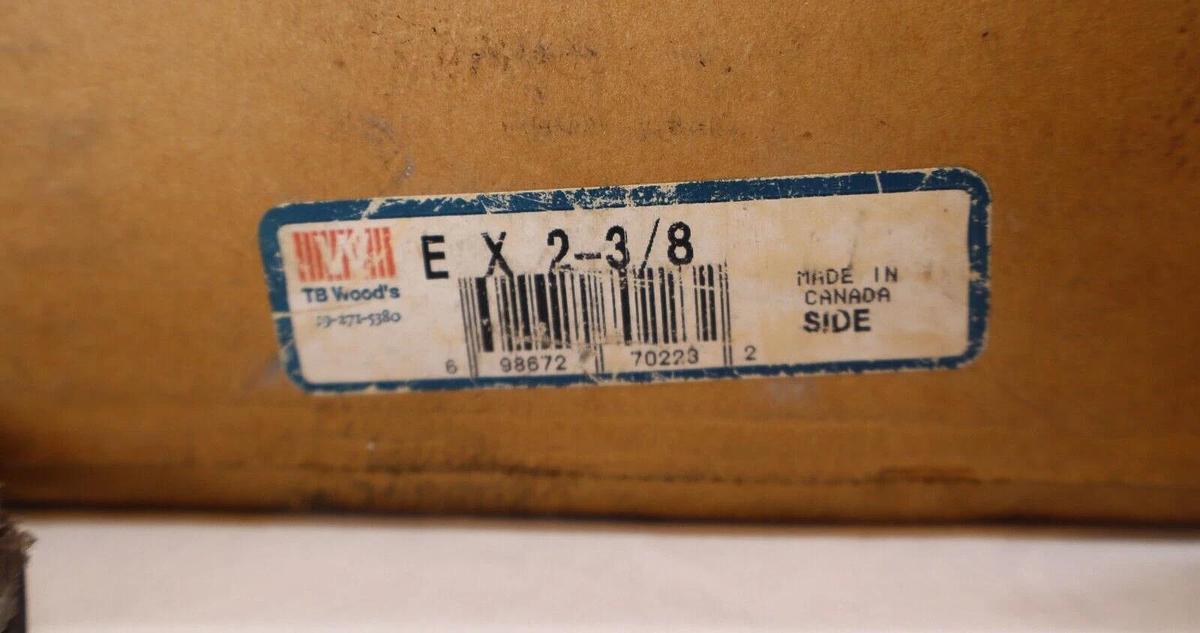 E X 2-3/8
TB Wood's
MADE IN
CANADA
SIDE
6 98672 70223 2